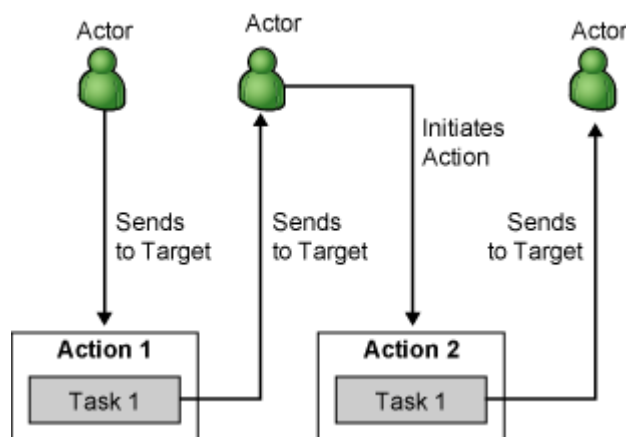 Actor
Actor
Actor
Initiates
Action
Sends
to Target
Sends
to Target
Sends
to Target
Action 1
Task 1
Action 2
Task 1